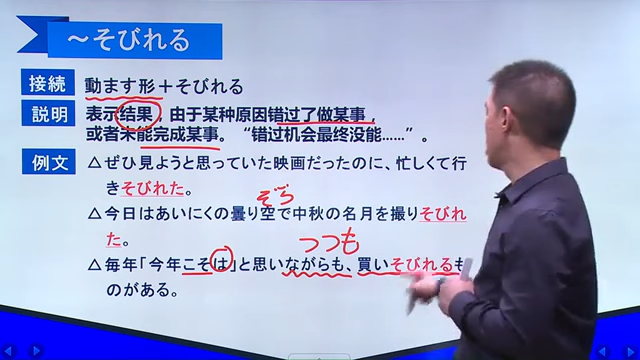 ～そびれる
接続 動ます形＋そびれる
説明 表示结果，由于某种原因错过了做某事，
或者未能完成某事。“错过机会最终没能……”。
例文 △ぜひ見ようと思っていた映画だったのに、忙しくて行
きそびれた。
ぞら
△今日はあいにくの曇り空で中秋の名月を撮りそびれ
た。
つつも
△毎年「今年こそは」と思いながらも、買いそびれるも
のがある。